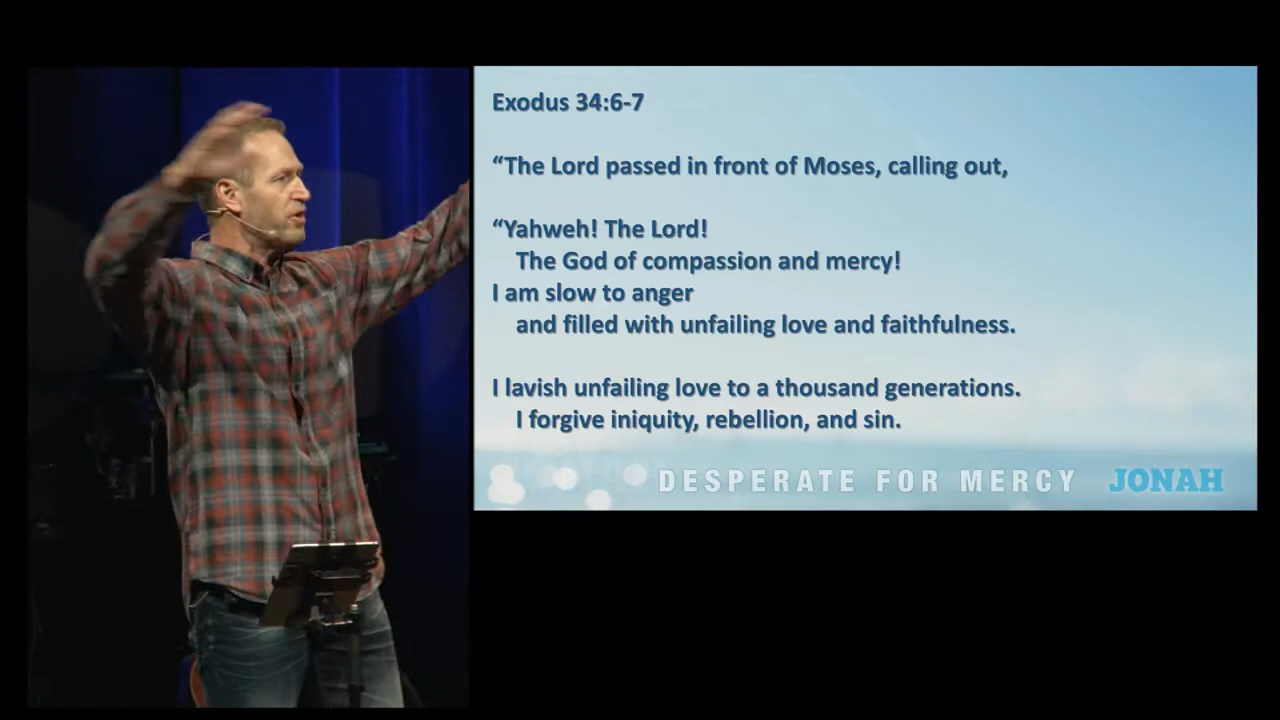 Exodus 34:6-7
“The Lord passed in front of Moses, calling out,
“Yahweh! The Lord!
The God of compassion and mercy!
I am slow to anger
and filled with unfailing love and faithfulness.
I lavish unfailing love to a thousand generations.
I forgive iniquity, rebellion, and sin.
DESPERATE FOR MERCY JONAH